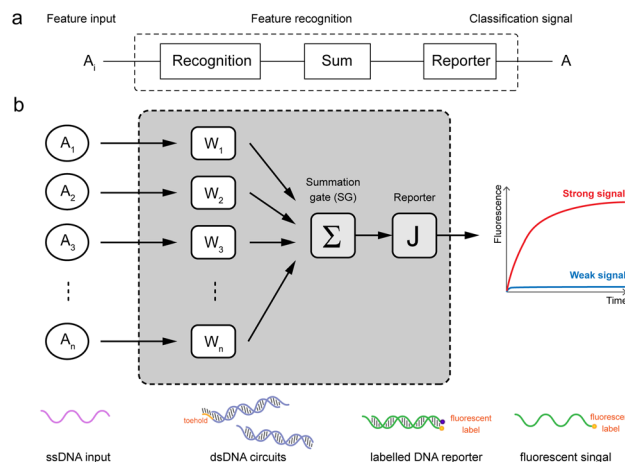 a
Feature input
Feature recognition
Classification signal
Ai
Recognition
Sum
Reporter
A
b
A1
W1
A2
W2
A3
W3
An
Wn
Summation
gate (SG)
Σ
Reporter
J
Fluorescence
Strong signal
Weak signal
Time
toehold
fluorescent
label
fluorescent
label
ssDNA input
dsDNA circuits
labelled DNA reporter
fluorescent singal